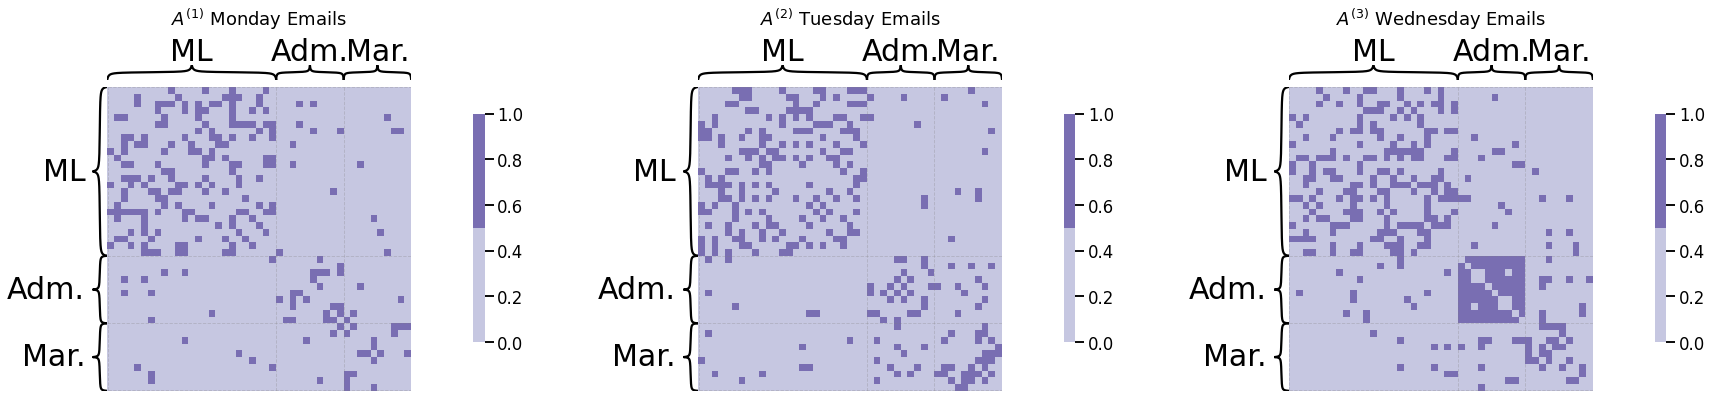 A⁽¹⁾ Monday Emails
ML Adm. Mar.
ML
Adm.
Mar.
1.0
0.8
0.6
0.4
0.2
0.0
A⁽²⁾ Tuesday Emails
ML Adm. Mar.
ML
Adm.
Mar.
1.0
0.8
0.6
0.4
0.2
0.0
A⁽³⁾ Wednesday Emails
ML Adm. Mar.
ML
Adm.
Mar.
1.0
0.8
0.6
0.4
0.2
0.0